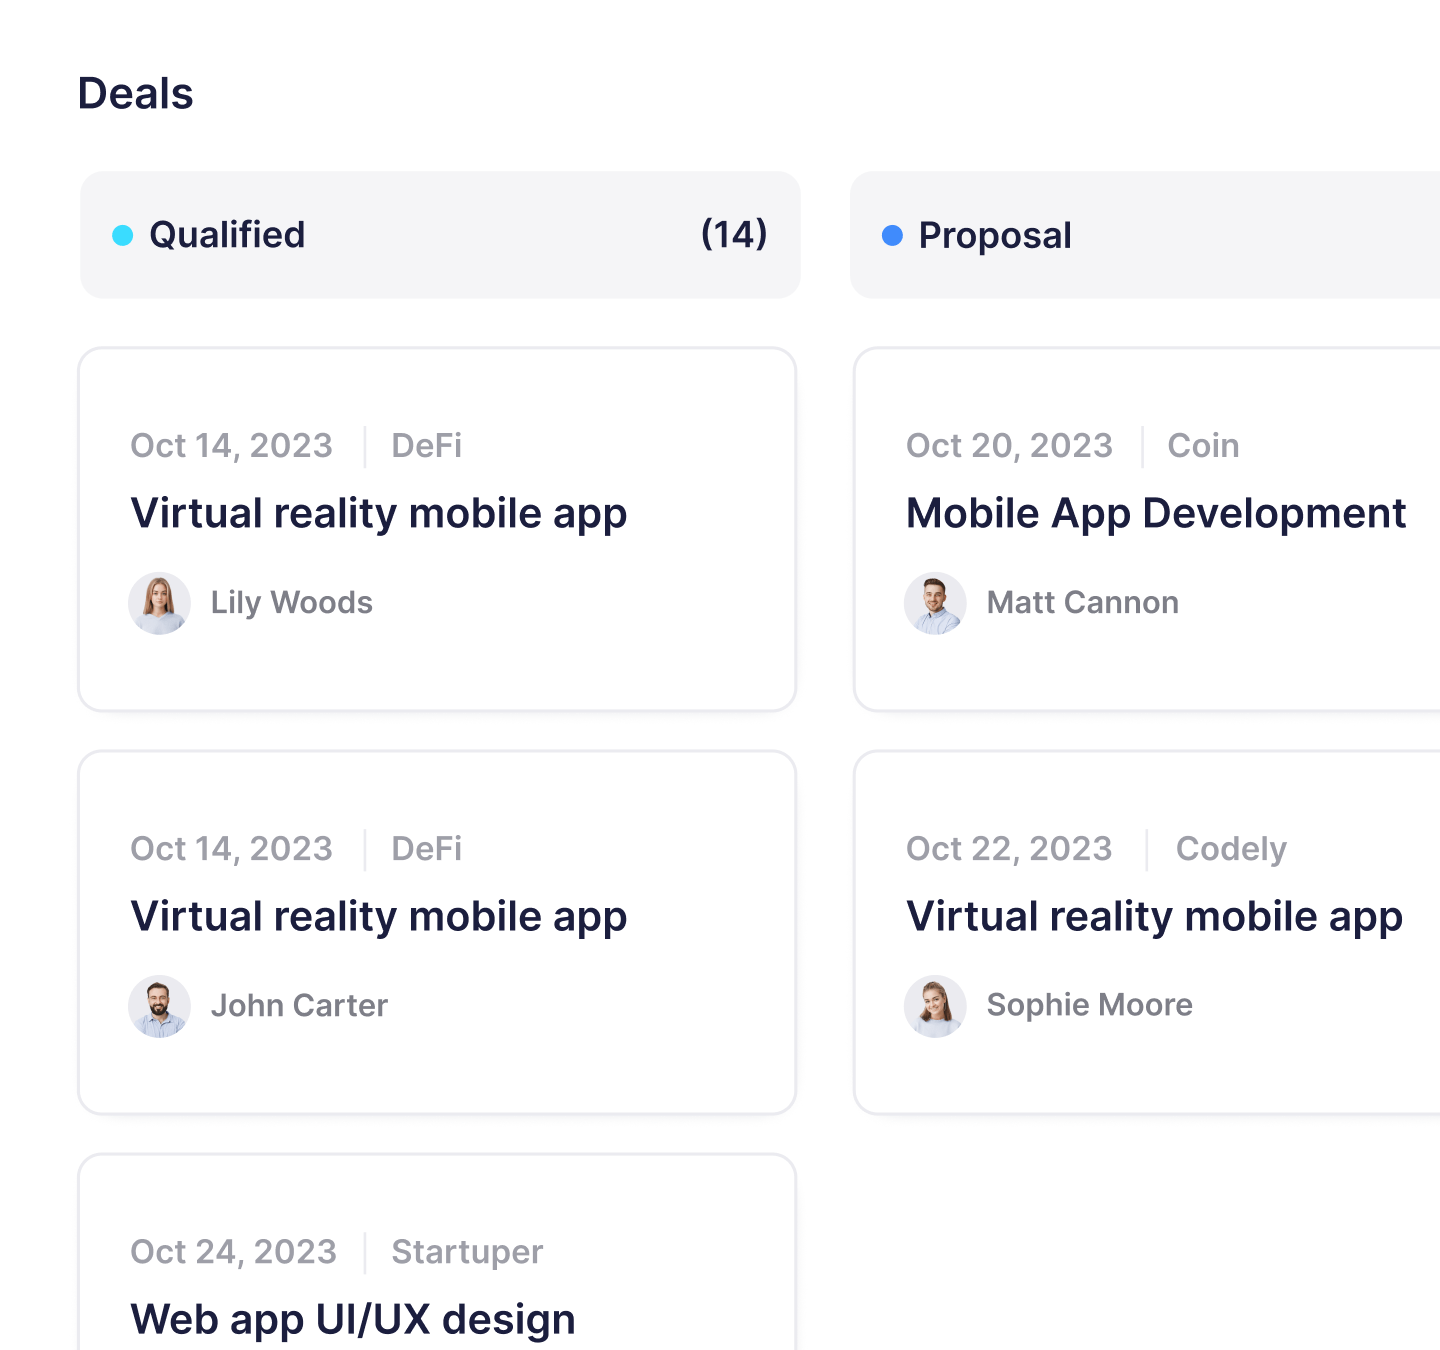 Deals
Qualified (14)
Oct 14, 2023 DeFi
Virtual reality mobile app
Lily Woods
Oct 14, 2023 DeFi
Virtual reality mobile app
John Carter
Oct 24, 2023 Startuper
Web app UI/UX design
Proposal
Oct 20, 2023 Coin
Mobile App Development
Matt Cannon
Oct 22, 2023 Codely
Virtual reality mobile app
Sophie Moore